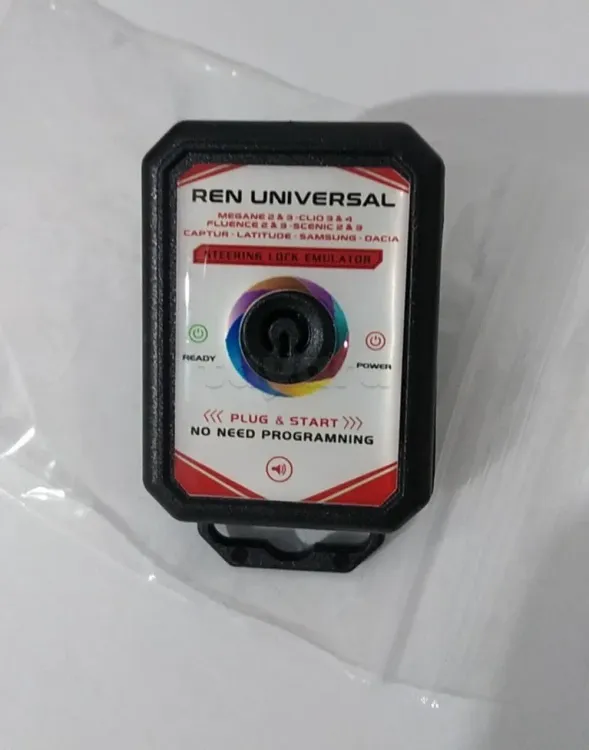 REN UNIVERSAL
MEGANE 2 & 3 - CLIO 3 & 4
FLUENCE 2 & 3 - SCENIC 2 & 3
CAPTUR - LATITUDE - SAMSUNG - DACIA
STEERING LOCK EMULATOR
READY
POWER
<<< PLUG & START >>>
NO NEED PROGRAMNING